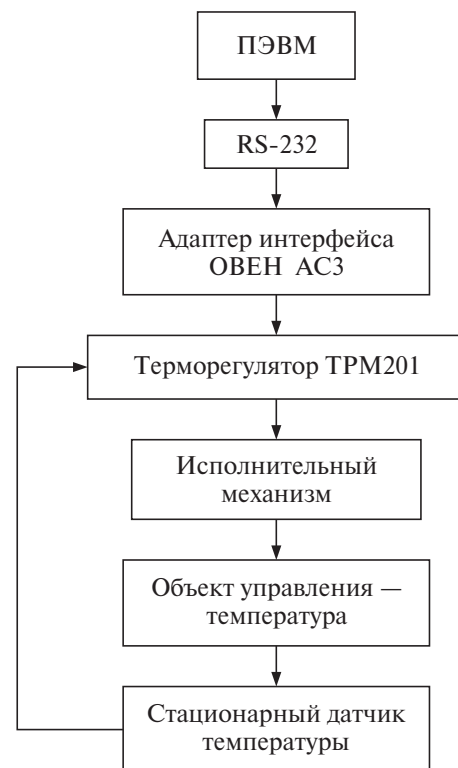 ПЭВМ
RS-232
Адаптер интерфейса
ОВЕН АС3
Терморегулятор ТРМ201
Исполнительный
механизм
Объект управления —
температура
Стационарный датчик
температуры